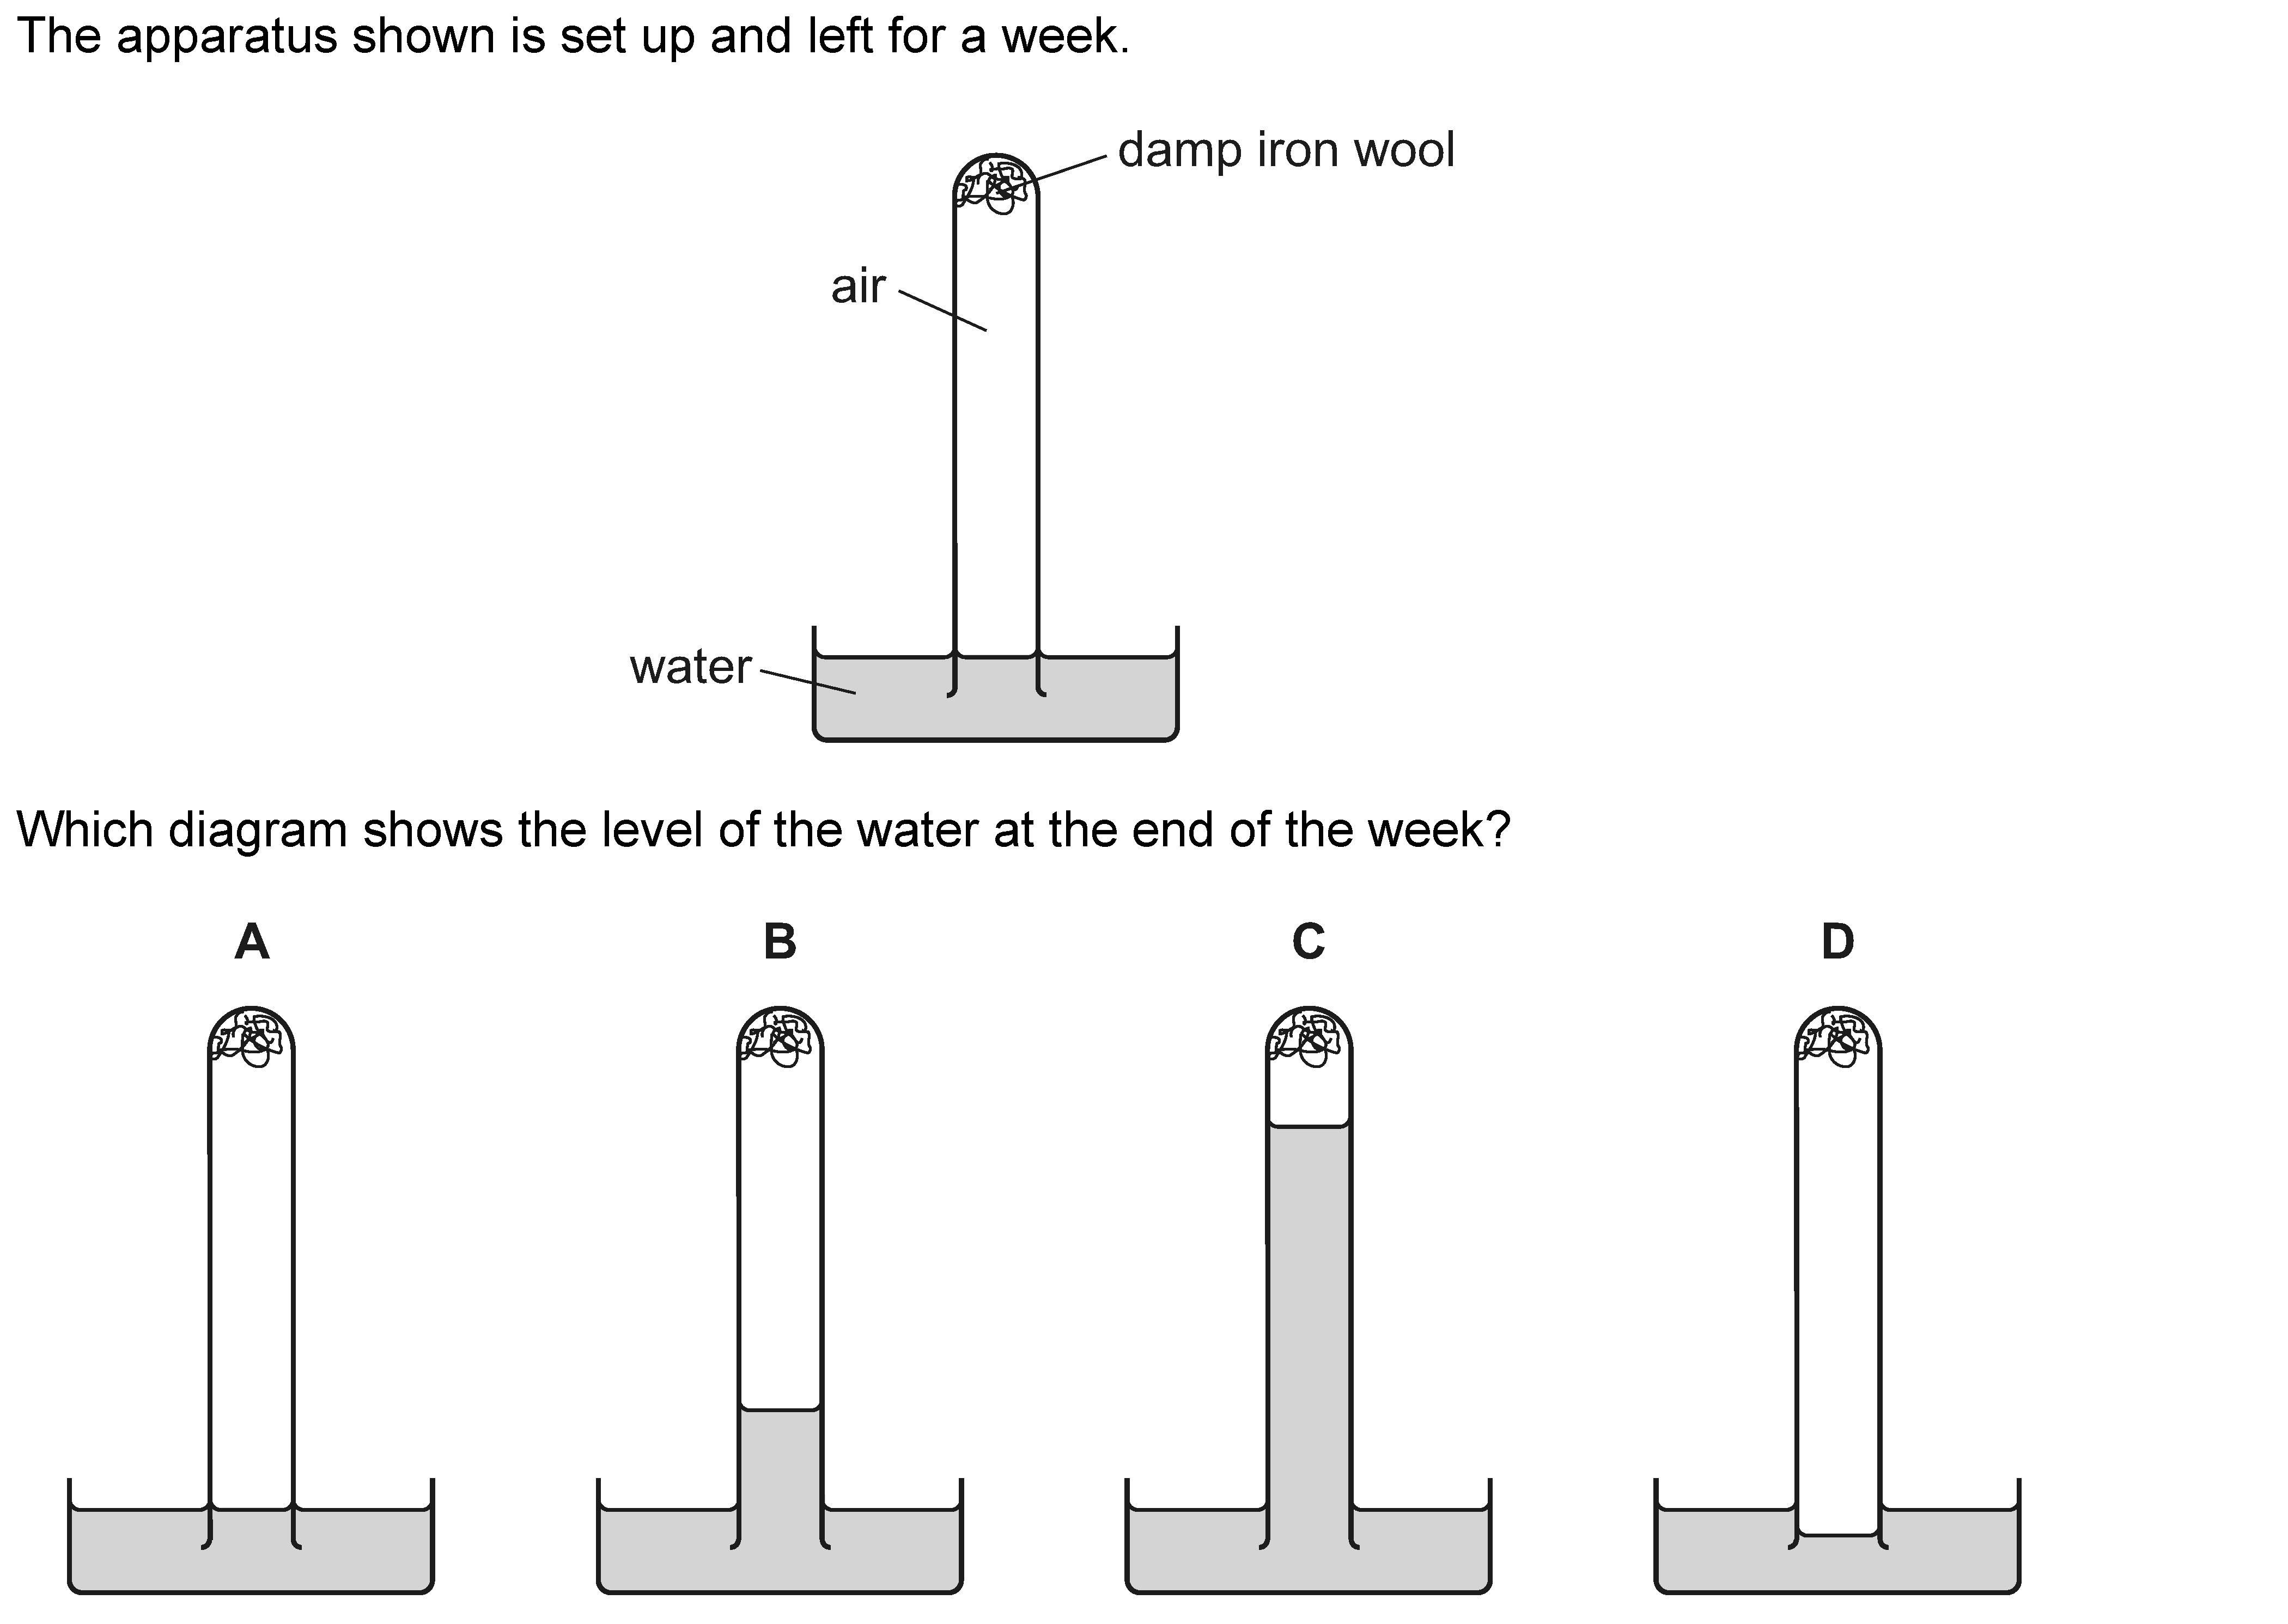 The apparatus shown is set up and left for a week.
damp iron wool
air
water
Which diagram shows the level of the water at the end of the week?
A B C D